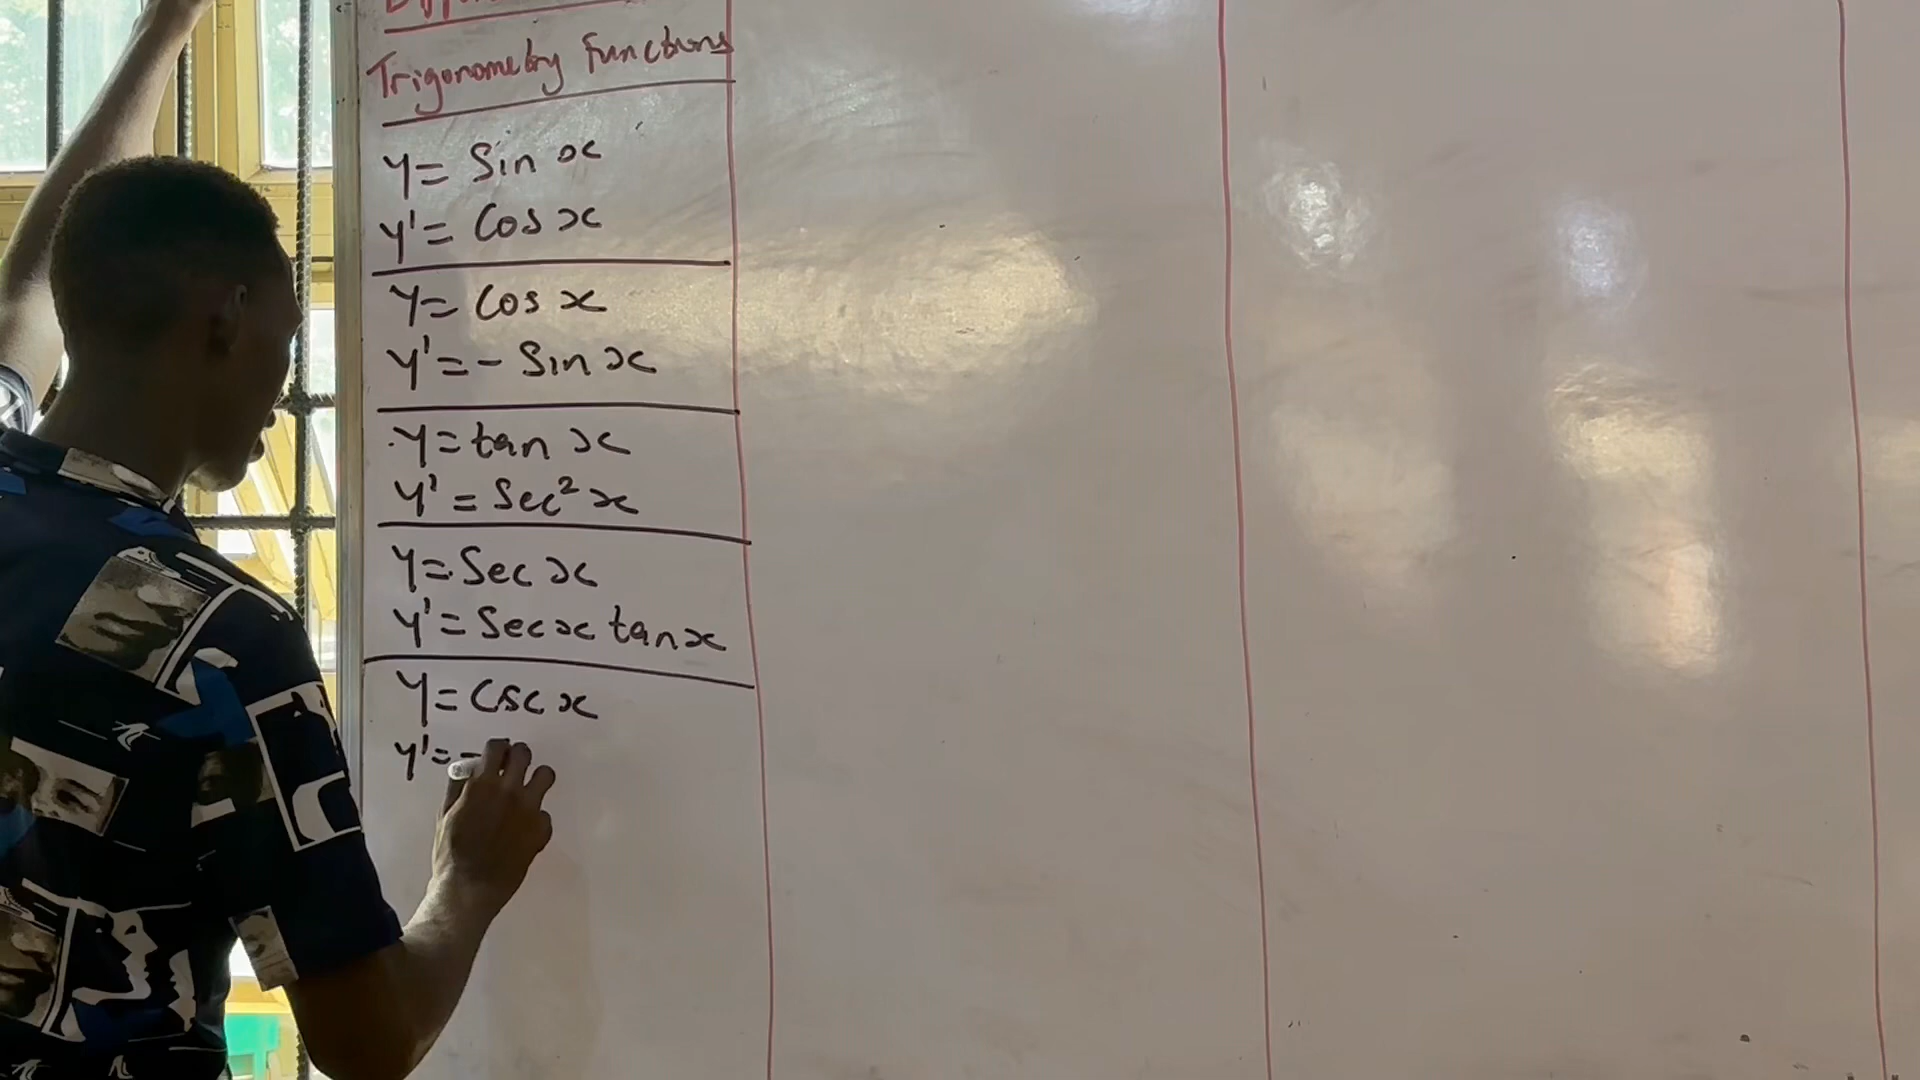 Trigonometry Functions
y = Sin x
y' = Cos x
y = Cos x
y' = - Sin x
y = tan x
y' = Sec² x
y = Sec x
y' = Sec x tan x
y = Csc x
y' = -